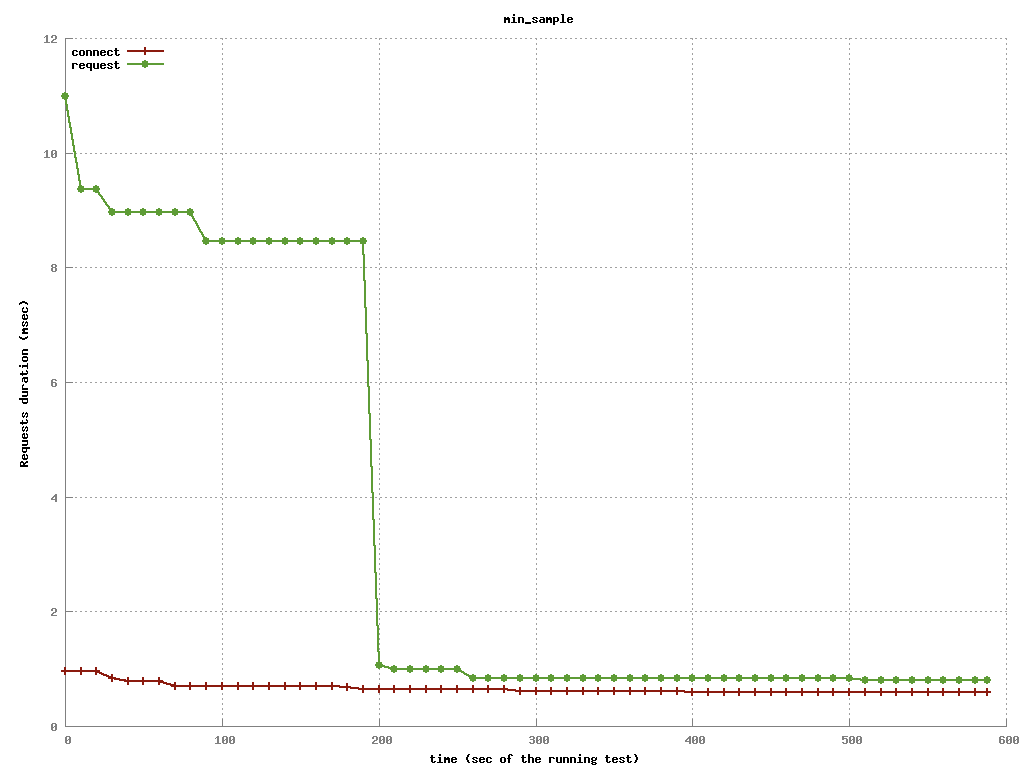 min_sample
12
connect
request
10
8
6
4
2
0
Requests duration (msec)
0 100 200 300 400 500 600
time (sec of the running test)